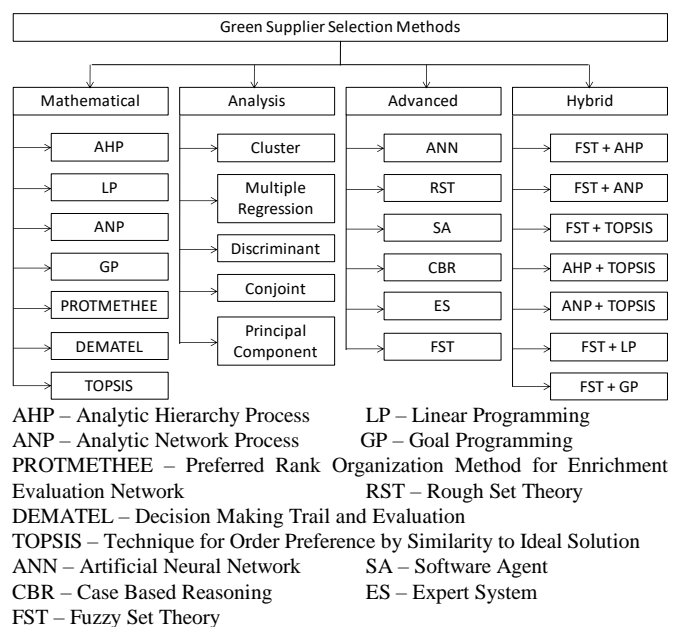 Green Supplier Selection Methods
Mathematical
AHP
LP
ANP
GP
PROTMETHEE
DEMATEL
TOPSIS
Analysis
Cluster
Multiple
Regression
Discriminant
Conjoint
Principal
Component
Advanced
ANN
RST
SA
CBR
ES
FST
Hybrid
FST + AHP
FST + ANP
FST + TOPSIS
AHP + TOPSIS
ANP + TOPSIS
FST + LP
FST + GP
AHP – Analytic Hierarchy Process LP – Linear Programming
ANP – Analytic Network Process GP – Goal Programming
PROTMETHEE – Preferred Rank Organization Method for Enrichment
Evaluation Network RST – Rough Set Theory
DEMATEL – Decision Making Trail and Evaluation
TOPSIS – Technique for Order Preference by Similarity to Ideal Solution
ANN – Artificial Neural Network SA – Software Agent
CBR – Case Based Reasoning ES – Expert System
FST – Fuzzy Set Theory